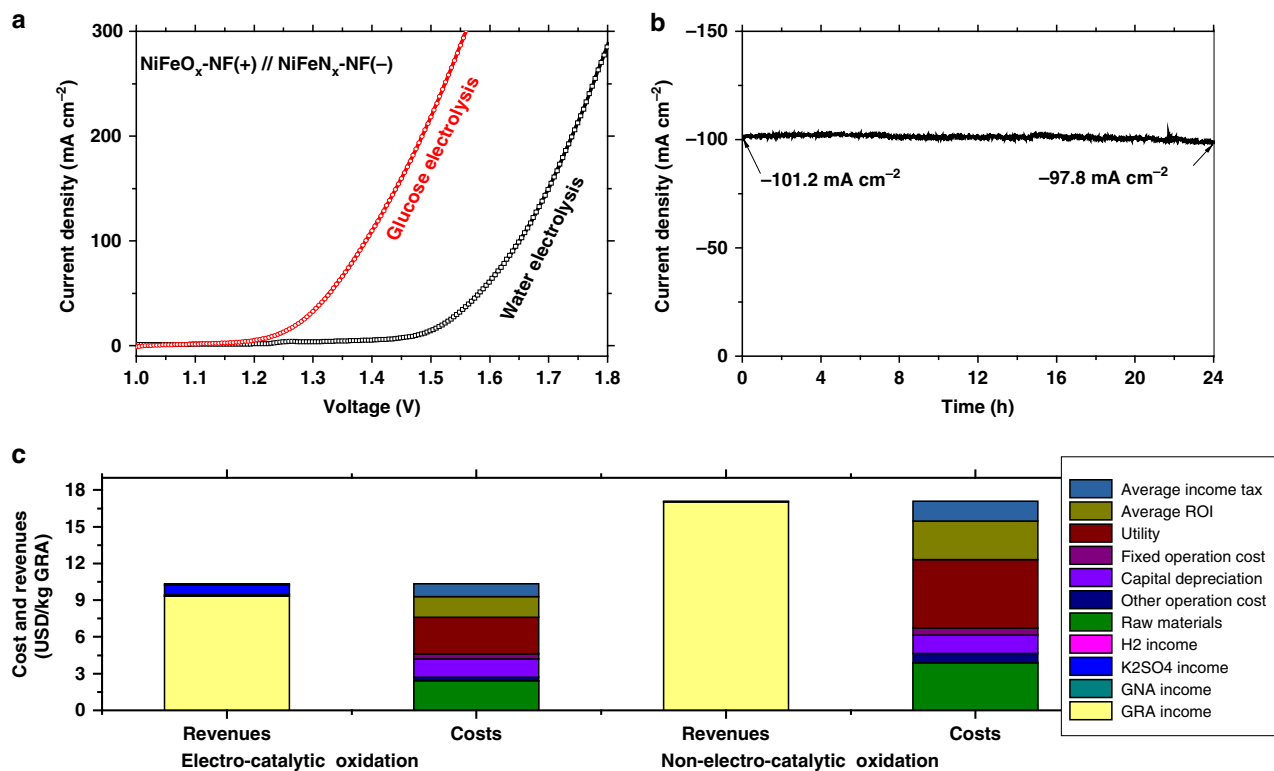 a
300
200
100
0
Current density (mA cm⁻²)
NiFeOₓ-NF(+) // NiFeNₓ-NF(−)
Glucose electrolysis
Water electrolysis
1.0 1.1 1.2 1.3 1.4 1.5 1.6 1.7 1.8
Voltage (V)
b
−150
−100
−50
0
Current density (mA cm⁻²)
−101.2 mA cm⁻²
−97.8 mA cm⁻²
0 4 8 12 16 20 24
Time (h)
c
18
15
12
9
6
3
0
Cost and revenues
(USD/kg GRA)
Revenues Costs Revenues Costs
Electro-catalytic oxidation Non-electro-catalytic oxidation
Average income tax
Average ROI
Utility
Fixed operation cost
Capital depreciation
Other operation cost
Raw materials
H2 income
K2SO4 income
GNA income
GRA income